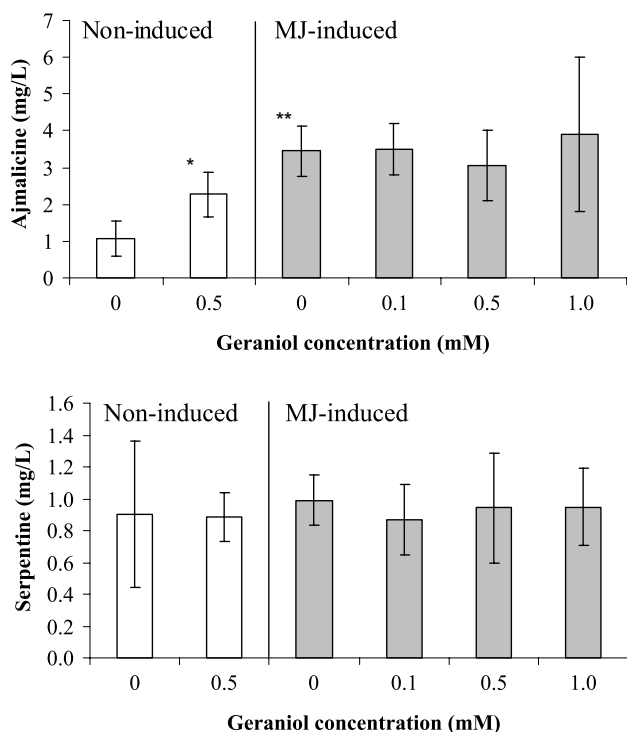 Non-induced MJ-induced
Ajmalicine (mg/L)
7
6
5
4
3
2
1
0
*
**
0 0.5 0 0.1 0.5 1.0
Geraniol concentration (mM)
Non-induced MJ-induced
Serpentine (mg/L)
1.6
1.4
1.2
1.0
0.8
0.6
0.4
0.2
0.0
0 0.5 0 0.1 0.5 1.0
Geraniol concentration (mM)